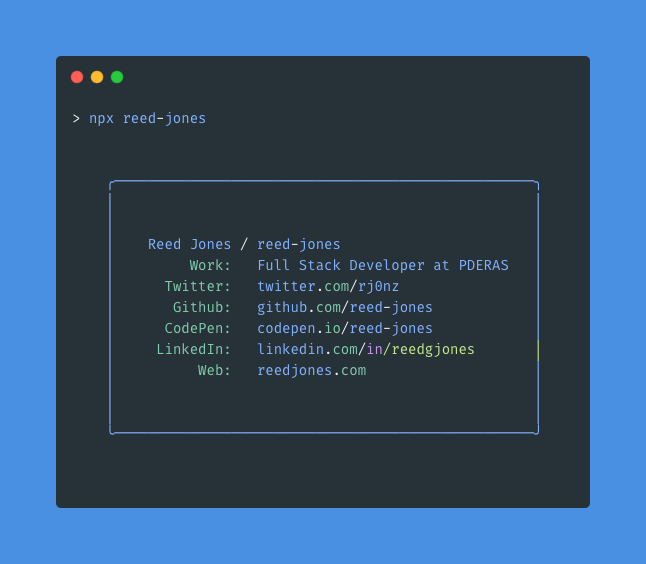 > npx reed-jones
Reed Jones / reed-jones
Work: Full Stack Developer at PDERAS
Twitter: twitter.com/rj0nz
Github: github.com/reed-jones
CodePen: codepen.io/reed-jones
LinkedIn: linkedin.com/in/reedgjones
Web: reedjones.com